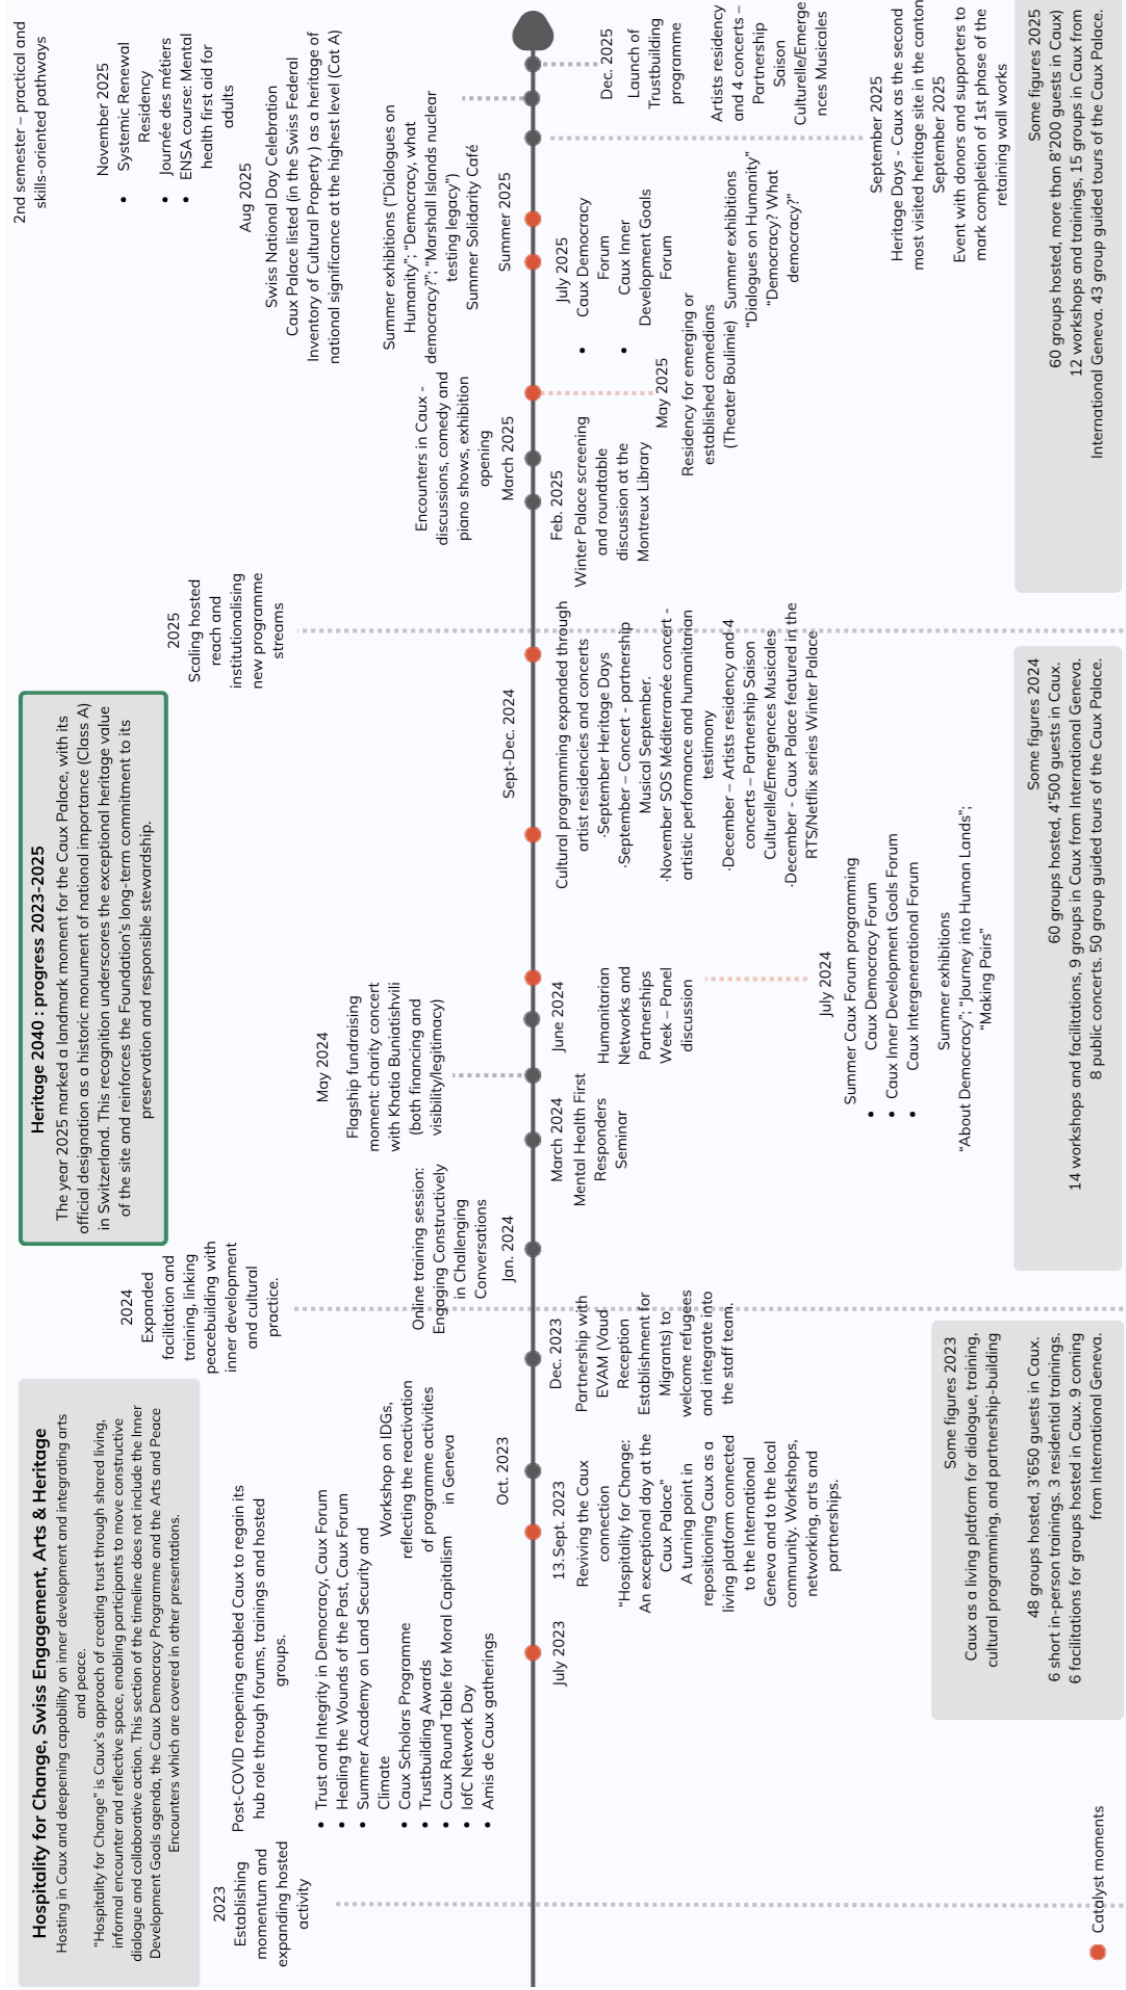 Hospitality for Change, Swiss Engagement, Arts & Heritage
Hosting in Caux and deepening capability on inner development and integrating arts
and peace.
"Hospitality for Change" is Caux's approach of creating trust through shared living,
informal encounter and reflective space, enabling participants to move constructive
dialogue and collaborative action. This section of the timeline does not include the Inner
Development Goals agenda, the Caux Democracy Programme and the Arts and Peace
Encounters which are covered in other presentations.
2023
Establishing
momentum and
expanding hosted
activity
Post-COVID reopening enabled Caux to regain its
hub role through forums, trainings and hosted
groups.
• Trust and Integrity in Democracy, Caux Forum
• Healing the Wounds of the Past, Caux Forum
• Summer Academy on Land Security and
Climate
• Caux Scholars Programme
• Trustbuilding Awards
• Caux Round Table for Moral Capitalism
• IofC Network Day
• Amis de Caux gatherings
July 2023
13.Sept. 2023
Reviving the Caux
connection
"Hospitality for Change:
An exceptional day at the
Caux Palace"
A turning point in
repositioning Caux as a
living platform connected
to the International
Geneva and to the local
community. Workshops,
networking, arts and
partnerships.
Workshop on IDGs,
reflecting the reactivation
of programme activities
in Geneva
Oct. 2023
Dec. 2023
Partnership with
EVAM (Vaud
Reception
Establishment for
Migrants) to
welcome refugees
and integrate into
the staff team.
Some figures 2023
Caux as a living platform for dialogue, training,
cultural programming, and partnership-building
48 groups hosted, 3'650 guests in Caux.
6 short in-person trainings. 3 residential trainings.
6 facilitations for groups hosted in Caux. 9 coming
from International Geneva.
Catalyst moments
Heritage 2040 : progress 2023-2025
The year 2025 marked a landmark moment for the Caux Palace, with its
official designation as a historic monument of national importance (Class A)
in Switzerland. This recognition underscores the exceptional heritage value
of the site and reinforces the Foundation's long-term commitment to its
preservation and responsible stewardship.
2024
Expanded
facilitation and
training, linking
peacebuilding with
inner development
and cultural
practice.
Online training session:
Engaging Constructively
in Challenging
Conversations
Jan. 2024
March 2024
Mental Health First
Responders
Seminar
May 2024
Flagship fundraising
moment: charity concert
with Khatia Buniatishvili
(both financing and
visibility/legitimacy)
June 2024
Humanitarian
Networks and
Partnerships
Week – Panel
discussion
July 2024
Summer Caux Forum programming
• Caux Democracy Forum
• Caux Inner Development Goals Forum
• Caux Intergenerational Forum
Summer exhibitions
"About Democracy"; "Journey into Human Lands";
"Making Pairs"
Sept-Dec. 2024
Cultural programming expanded through
artist residencies and concerts
·September Heritage Days
·September – Concert - partnership
Musical September.
·November SOS Méditerranée concert -
artistic performance and humanitarian
testimony
·December – Artists residency and 4
concerts – Partnership Saison
Culturelle/Emergences Musicales
·December - Caux Palace featured in the
RTS/Netflix series Winter Palace
Some figures 2024
60 groups hosted, 4'500 guests in Caux.
14 workshops and facilitations, 9 groups in Caux from International Geneva.
8 public concerts. 50 group guided tours of the Caux Palace.
2025
Scaling hosted
reach and
institutionalising
new programme
streams
Feb. 2025
Winter Palace screening
and roundtable
discussion at the
Montreux Library
Encounters in Caux -
discussions, comedy and
piano shows, exhibition
opening
March 2025
May 2025
Residency for emerging or
established comedians
(Theater Boulimie)
July 2025
• Caux Democracy
Forum
• Caux Inner
Development Goals
Forum
Summer exhibitions
"Dialogues on Humanity"
"Democracy? What
democracy?"
Summer exhibitions ("Dialogues on
Humanity"; "Democracy, what
democracy?"; "Marshall Islands nuclear
testing legacy")
Summer Solidarity Café
Summer 2025
Aug 2025
Swiss National Day Celebration
Caux Palace listed (in the Swiss Federal
Inventory of Cultural Property ) as a heritage of
national significance at the highest level (Cat A)
September 2025
Heritage Days - Caux as the second
most visited heritage site in the canton
September 2025
Event with donors and supporters to
mark completion of 1st phase of the
retaining wall works
2nd semester – practical and
skills-oriented pathways
November 2025
• Systemic Renewal
Residency
• Journée des métiers
• ENSA course: Mental
health first aid for
adults
Dec. 2025
Launch of
Trustbuilding
programme
Artists residency
and 4 concerts –
Partnership
Saison
Culturelle/Emerge
nces Musicales
Some figures 2025
60 groups hosted, more than 8'200 guests in Caux)
12 workshops and trainings, 15 groups in Caux from
International Geneva. 43 group guided tours of the Caux Palace.